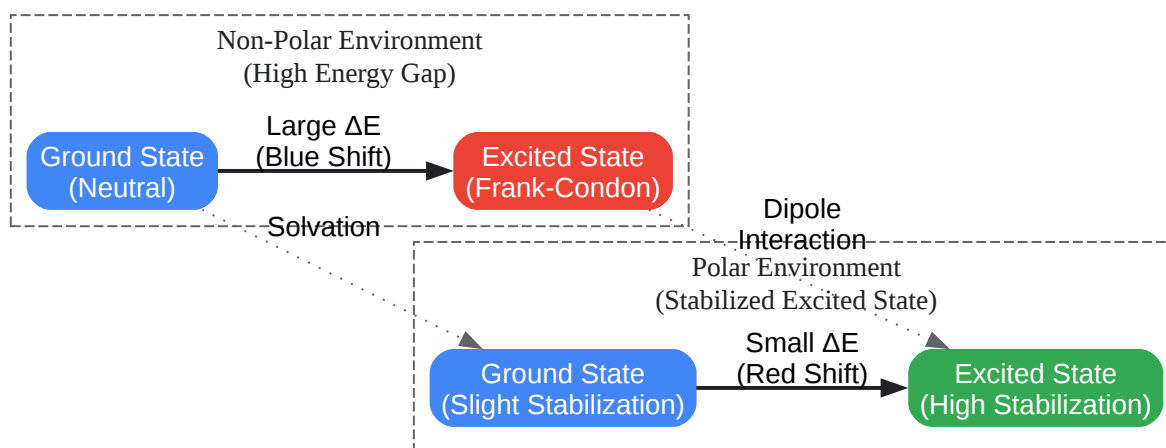 Non-Polar Environment
(High Energy Gap)
Large ΔE
(Blue Shift)
Ground State
(Neutral)
Excited State
(Frank-Condon)
Solvation
Dipole
Interaction
Polar Environment
(Stabilized Excited State)
Small ΔE
(Red Shift)
Ground State
(Slight Stabilization)
Excited State
(High Stabilization)